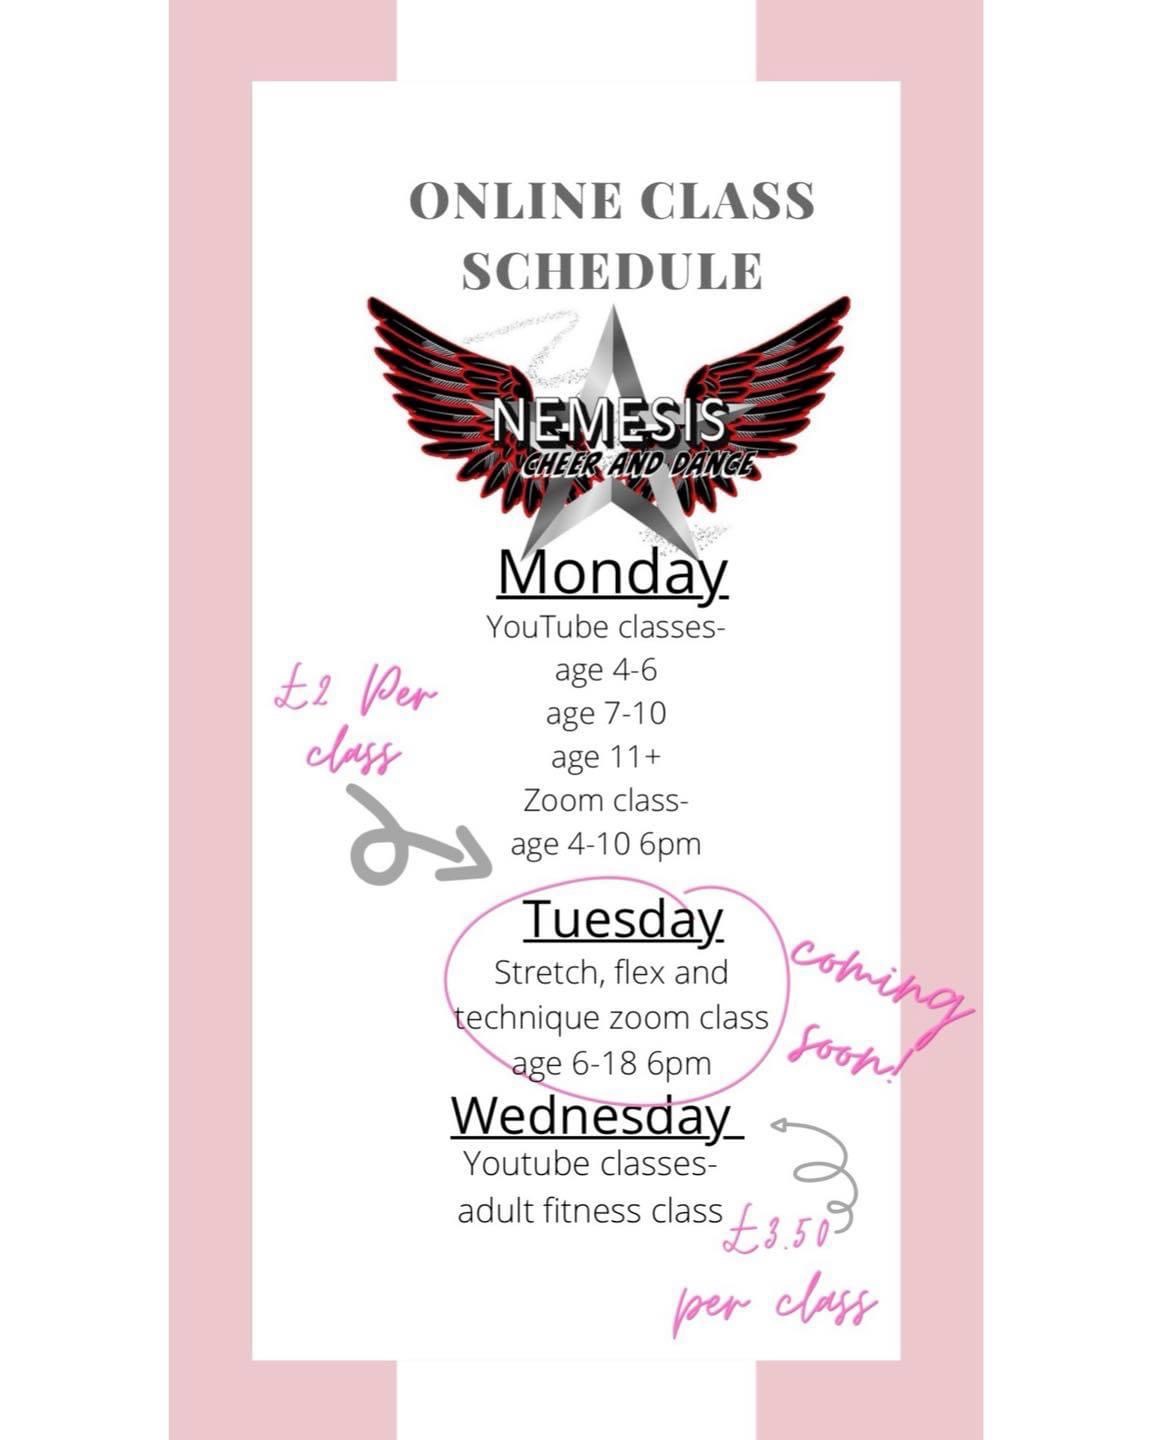 ONLINE CLASS
SCHEDULE
NEMESIS
CHEER AND DANCE
Monday
YouTube classes-
age 4-6
age 7-10
age 11+
Zoom class-
age 4-10 6pm
£2 Per
class
Tuesday
Stretch, flex and
technique zoom class
age 6-18 6pm
coming
soon!
Wednesday
Youtube classes-
adult fitness class
£3.50
per class